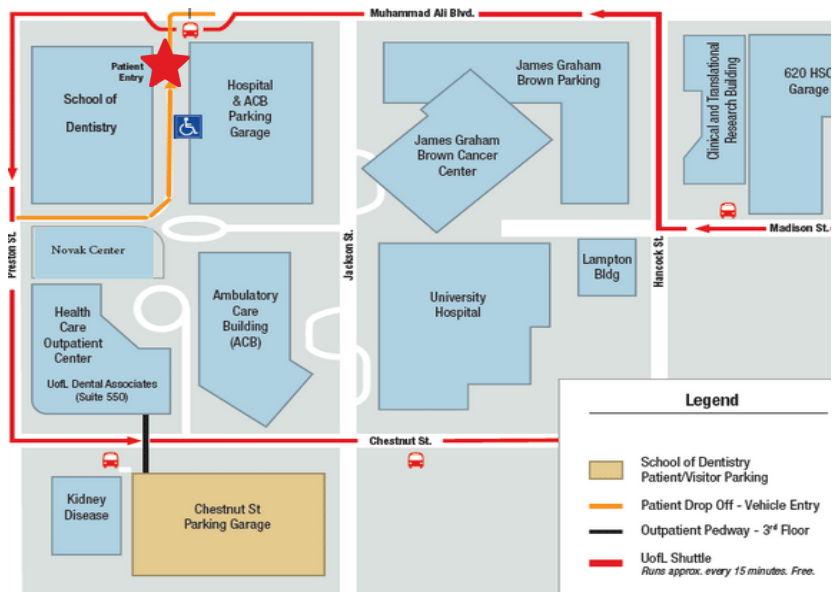 Muhammad Ali Blvd.
Patient
Entry
School of
Dentistry
Hospital
& ACB
Parking
Garage
James Graham
Brown Parking
James Graham
Brown Cancer
Center
Clinical and Translational
Research Building
620 HSC
Garage
Preston St.
Novak Center
Jackson St.
Hancock St.
Madison St.
Lampton
Bldg
University
Hospital
Ambulatory
Care
Building
(ACB)
Health
Care
Outpatient
Center
UofL Dental Associates
(Suite 550)
Chestnut St.
Kidney
Disease
Chestnut St
Parking Garage
Legend
School of Dentistry
Patient/Visitor Parking
Patient Drop Off - Vehicle Entry
Outpatient Pedway - 3rd Floor
UofL Shuttle
Runs approx. every 15 minutes. Free.